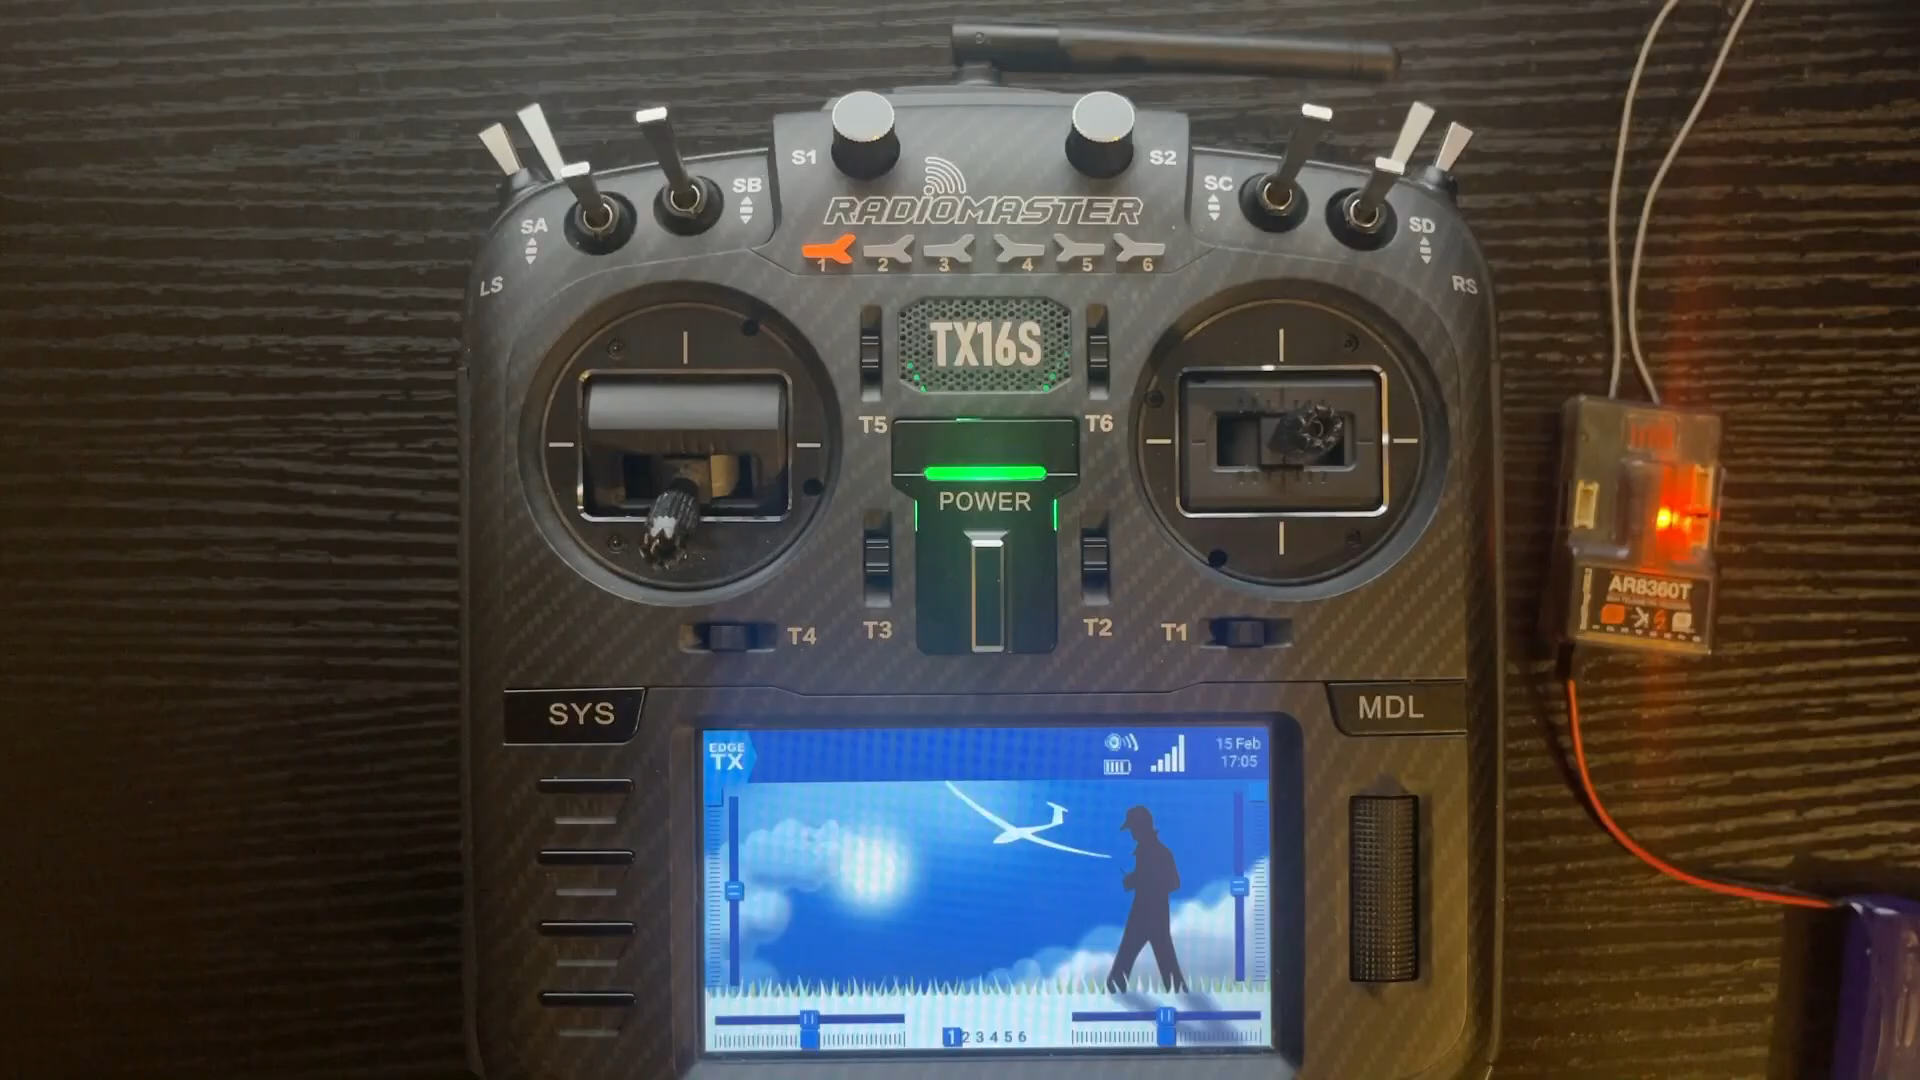 S1
S2
SB
SC
RADIOMASTER
SA
SD
1 2 3 4 5 6
LS
RS
TX16S
T5
T6
POWER
T4
T3
T2
T1
AR8360T
SYS
MDL
EDGE
TX
15 Feb
17:05
1 2 3 4 5 6